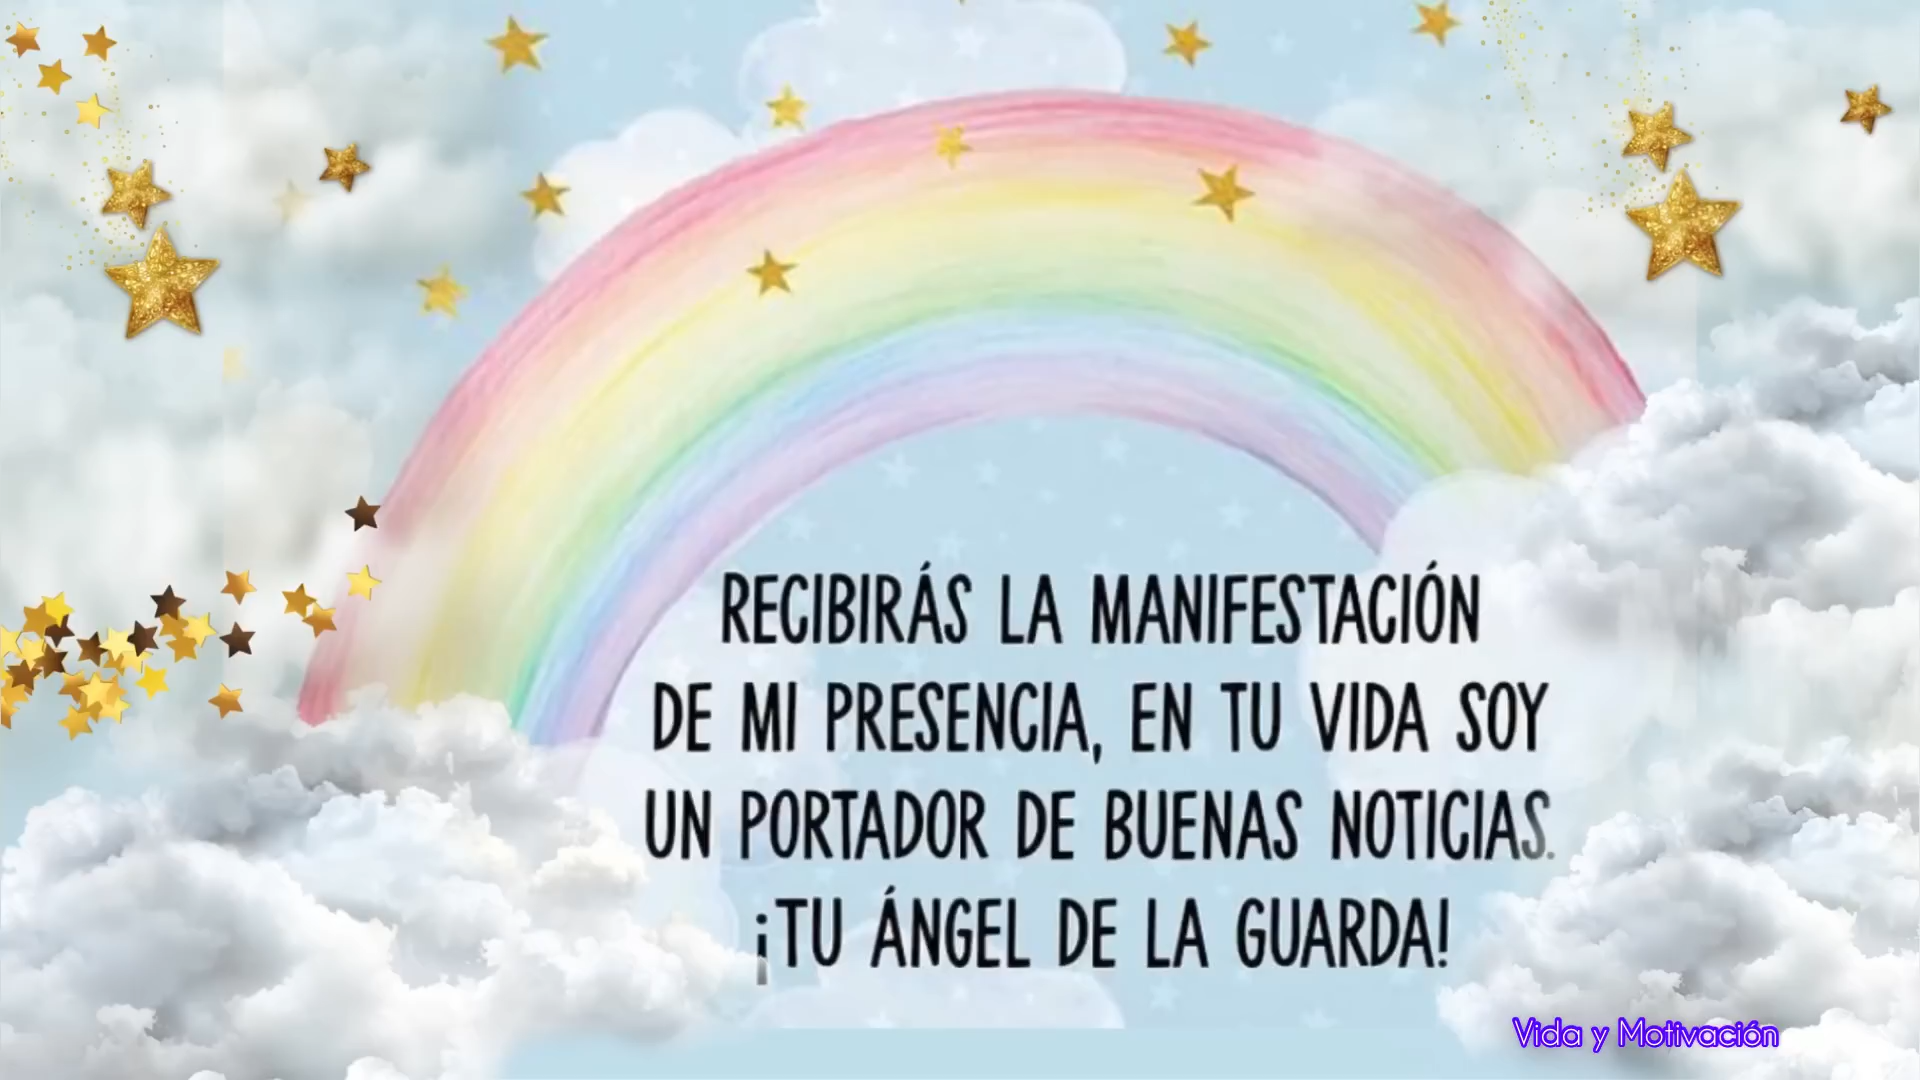 RECIBIRÁS LA MANIFESTACIÓN
DE MI PRESENCIA, EN TU VIDA SOY
UN PORTADOR DE BUENAS NOTICIAS.
¡TU ÁNGEL DE LA GUARDA!
Vida y Motivación